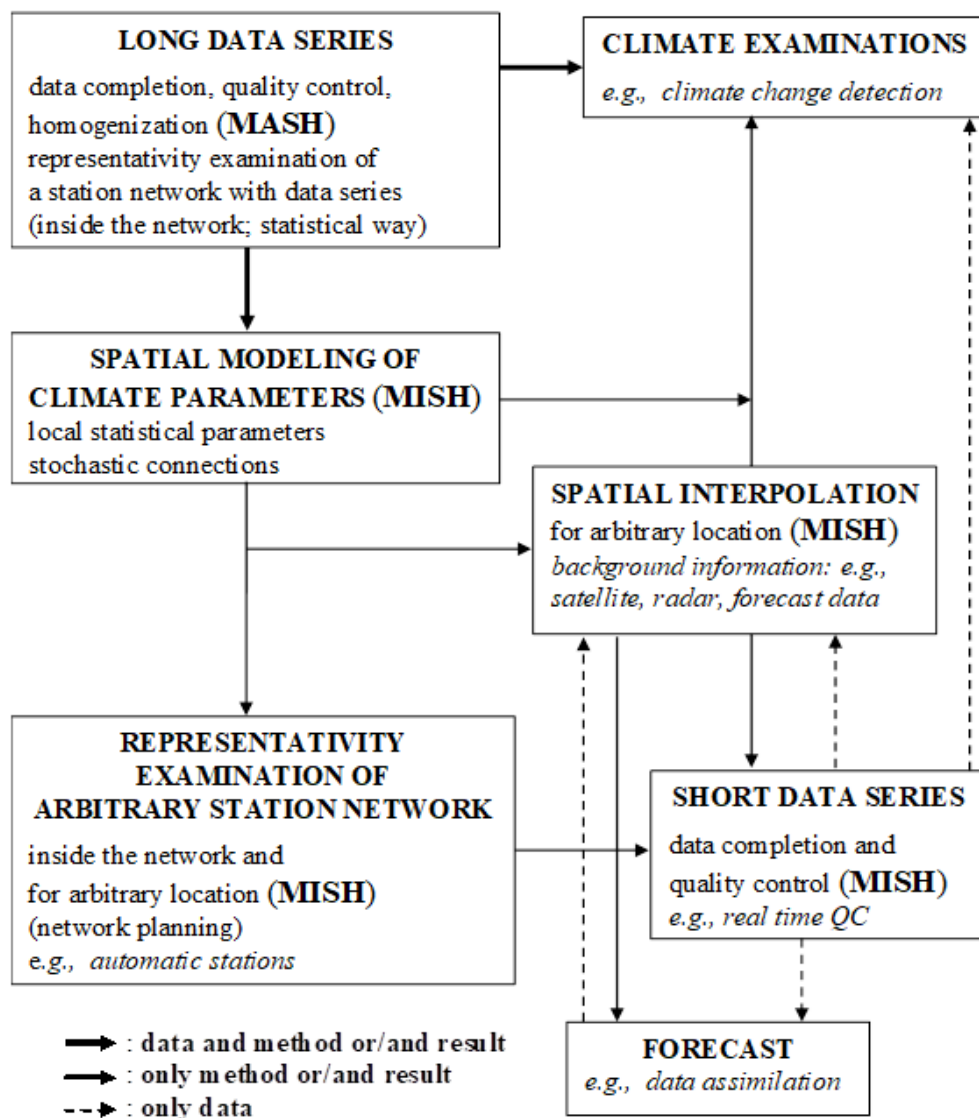 LONG DATA SERIES
data completion, quality control,
homogenization (MASH)
representativity examination of
a station network with data series
(inside the network; statistical way)
CLIMATE EXAMINATIONS
e.g., climate change detection
SPATIAL MODELING OF
CLIMATE PARAMETERS (MISH)
local statistical parameters
stochastic connections
SPATIAL INTERPOLATION
for arbitrary location (MISH)
background information: e.g.,
satellite, radar, forecast data
REPRESENTATIVITY
EXAMINATION OF
ARBITRARY STATION NETWORK
inside the network and
for arbitrary location (MISH)
(network planning)
e.g., automatic stations
SHORT DATA SERIES
data completion and
quality control (MISH)
e.g., real time QC
FORECAST
e.g., data assimilation
: data and method or/and result
: only method or/and result
: only data